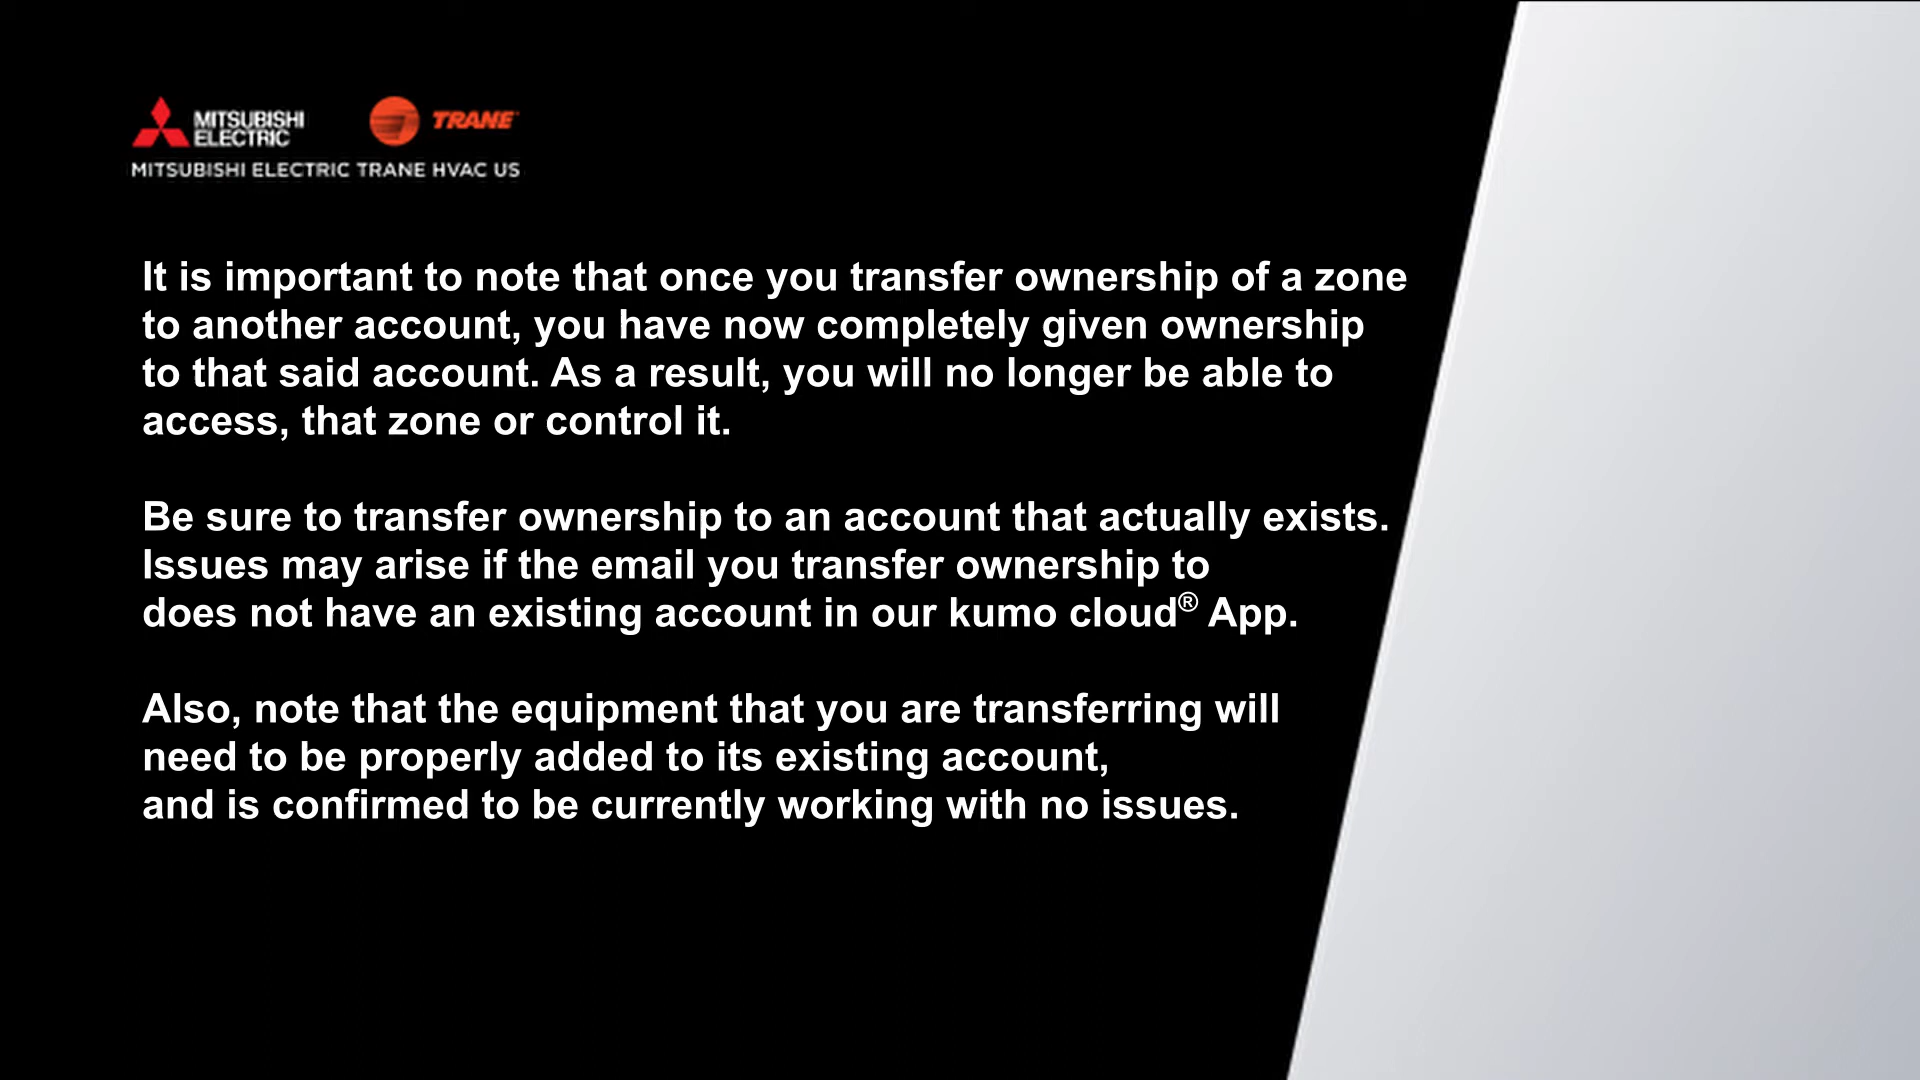 MITSUBISHI
ELECTRIC
TRANE
MITSUBISHI ELECTRIC TRANE HVAC US
It is important to note that once you transfer ownership of a zone
to another account, you have now completely given ownership
to that said account. As a result, you will no longer be able to
access, that zone or control it.
Be sure to transfer ownership to an account that actually exists.
Issues may arise if the email you transfer ownership to
does not have an existing account in our kumo cloud® App.
Also, note that the equipment that you are transferring will
need to be properly added to its existing account,
and is confirmed to be currently working with no issues.